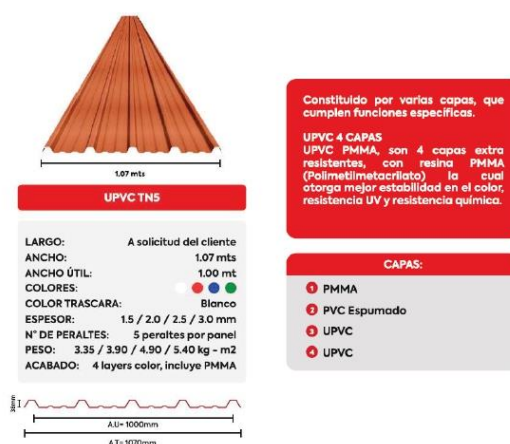 1.07 mts
UPVC TN5
LARGO: A solicitud del cliente
ANCHO: 1.07 mts
ANCHO ÚTIL: 1.00 mt
COLORES:
COLOR TRASCARA: Blanco
ESPESOR: 1.5 / 2.0 / 2.5 / 3.0 mm
N° DE PERALTES: 5 peraltes por panel
PESO: 3.35 / 3.90 / 4.90 / 5.40 kg - m2
ACABADO: 4 layers color, incluye PMMA
30mm
A.U= 1000mm
A.T= 1070mm
Constituido por varias capas, que
cumplen funciones específicas.
UPVC 4 CAPAS
UPVC PMMA, son 4 capas extra
resistentes, con resina PMMA
(Polimetilmetacrilato) la cual
otorga mejor estabilidad en el color,
resistencia UV y resistencia química.
CAPAS:
1 PMMA
2 PVC Espumado
3 UPVC
4 UPVC